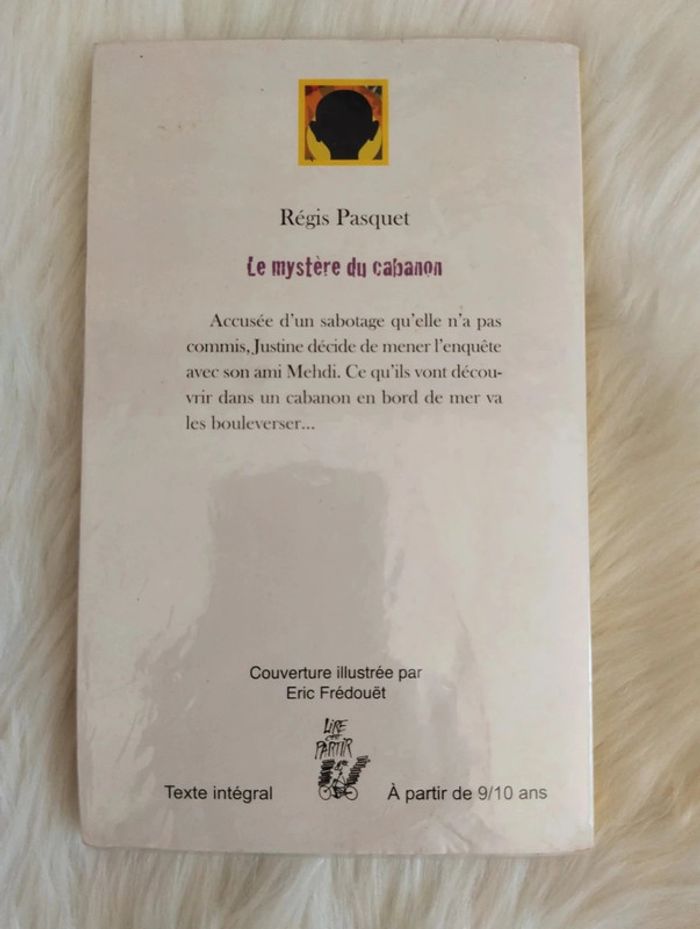 Régis Pasquet
Le mystère du cabanon
Accusée d'un sabotage qu'elle n'a pas
commis, Justine décide de mener l'enquête
avec son ami Mehdi. Ce qu'ils vont décou-
vrir dans un cabanon en bord de mer va
les bouleverser...
Couverture illustrée par
Eric Frédouët
LIRE
C'EST
PARTIR
Texte intégral
À partir de 9/10 ans